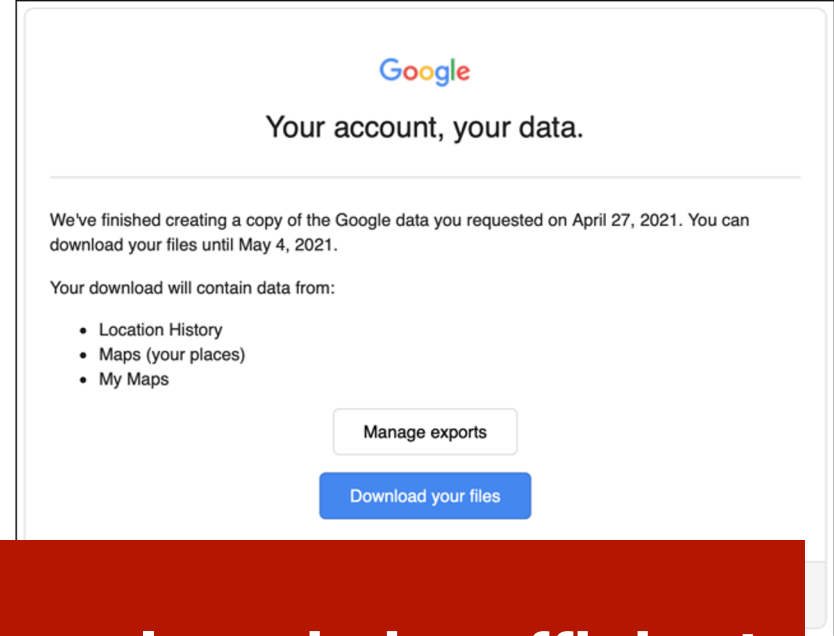 Google
Your account, your data.
We've finished creating a copy of the Google data you requested on April 27, 2021. You can
download your files until May 4, 2021.
Your download will contain data from:
• Location History
• Maps (your places)
• My Maps
Manage exports
Download your files